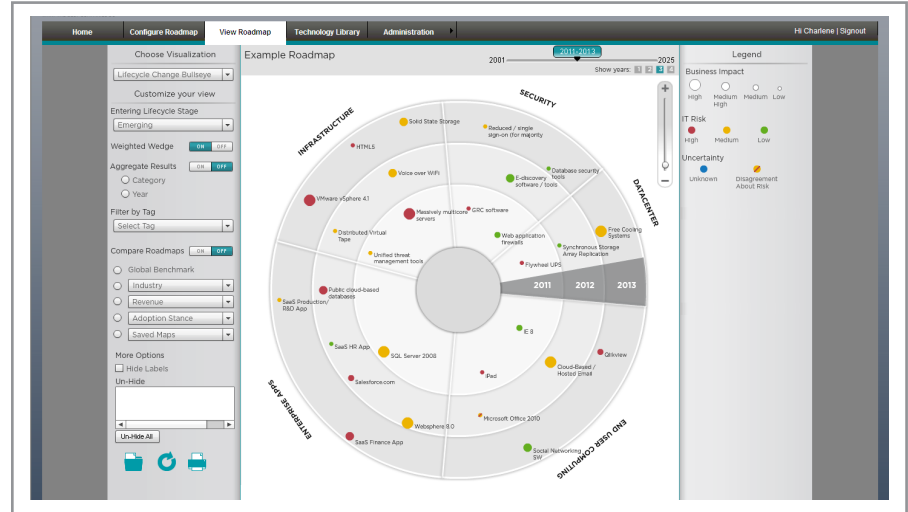 Home
Configure Roadmap
View Roadmap
Technology Library
Administration
Hi Charlene | Signout
Choose Visualization
Lifecycle Change Bullseye
Customize your view
Entering Lifecycle Stage
Emerging
Weighted Wedge
ON OFF
Aggregate Results
ON OFF
Category
Year
Filter by Tag
Select Tag
Compare Roadmaps
ON OFF
Global Benchmark
Industry
Revenue
Adoption Stance
Saved Maps
More Options
Hide Labels
Un-Hide
Un-Hide All
Example Roadmap
2011-2013
2001
2025
Show years: 1 2 3 4
INFRASTRUCTURE
SECURITY
DATACENTER
END USER COMPUTING
ENTERPRISE APPS
Solid State Storage
HTML5
Voice over WiFi
VMware vSphere 4.1
Massively multicore
servers
Distributed Virtual
Tape
Unified threat
management tools
Reduced / single
sign-on (for majority
E-discovery
software / tools
Database security
tools
GRC software
Web application
firewalls
Free Cooling
Systems
Synchronous Storage
Array Replication
Flywheel UPS
2011
2012
2013
Public cloud-based
databases
SaaS Production/
R&D App
SaaS HR App
SQL Server 2008
Salesforce.com
Websphere 8.0
SaaS Finance App
IE 8
Qlikview
Cloud-Based /
Hosted Email
iPad
Microsoft Office 2010
Social Networking
SW
Legend
Business Impact
High
Medium
High
Medium
Low
IT Risk
High
Medium
Low
Uncertainty
Unknown
Disagreement
About Risk